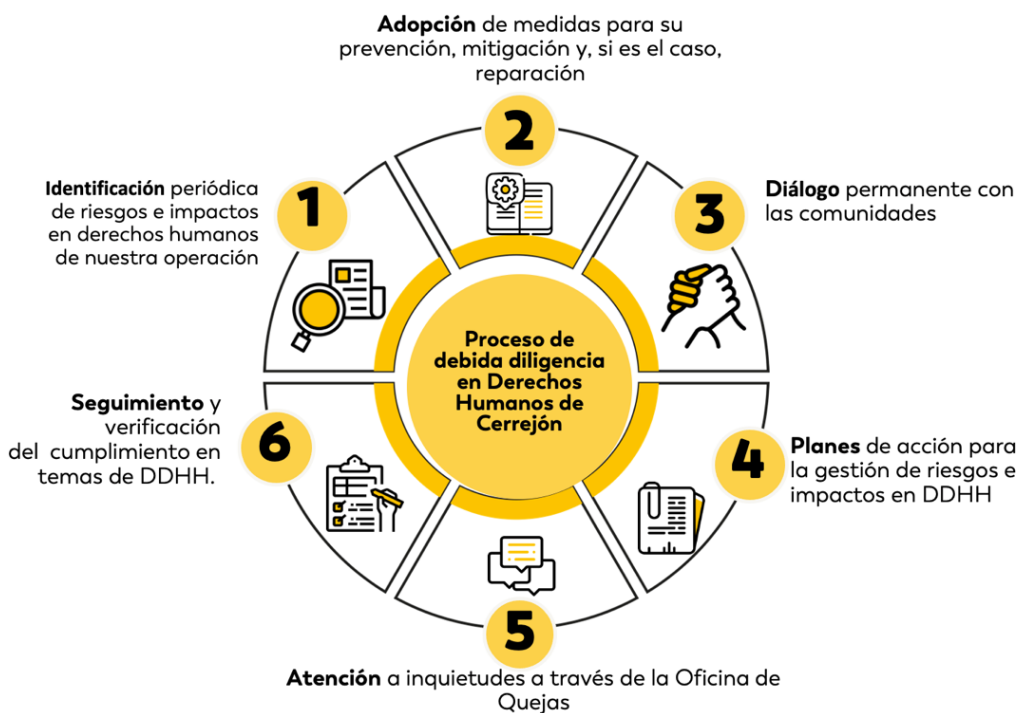 Adopción de medidas para su
prevención, mitigación y, si es el caso,
reparación
2
1
Identificación periódica
de riesgos e impactos
en derechos humanos
de nuestra operación
3
Diálogo permanente con
las comunidades
Proceso de
debida diligencia
en Derechos
Humanos de
Cerrejón
4
Planes de acción para
la gestión de riesgos e
impactos en DDHH
5
Atención a inquietudes a través de la Oficina de
Quejas
6
Seguimiento y
verificación
del cumplimiento en
temas de DDHH.